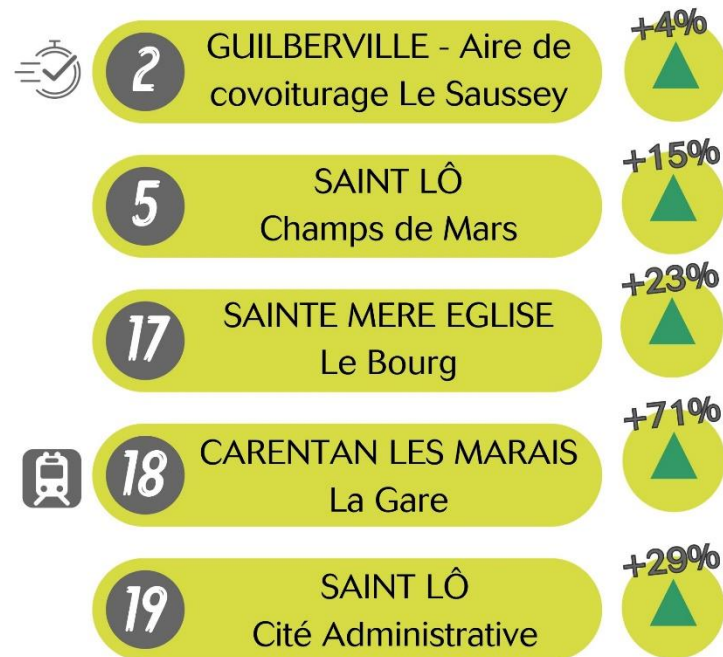 2
GUILBERVILLE - Aire de
covoiturage Le Saussey
+4%
5
SAINT LÔ
Champs de Mars
+15%
17
SAINTE MERE EGLISE
Le Bourg
+23%
18
CARENTAN LES MARAIS
La Gare
+71%
19
SAINT LÔ
Cité Administrative
+29%